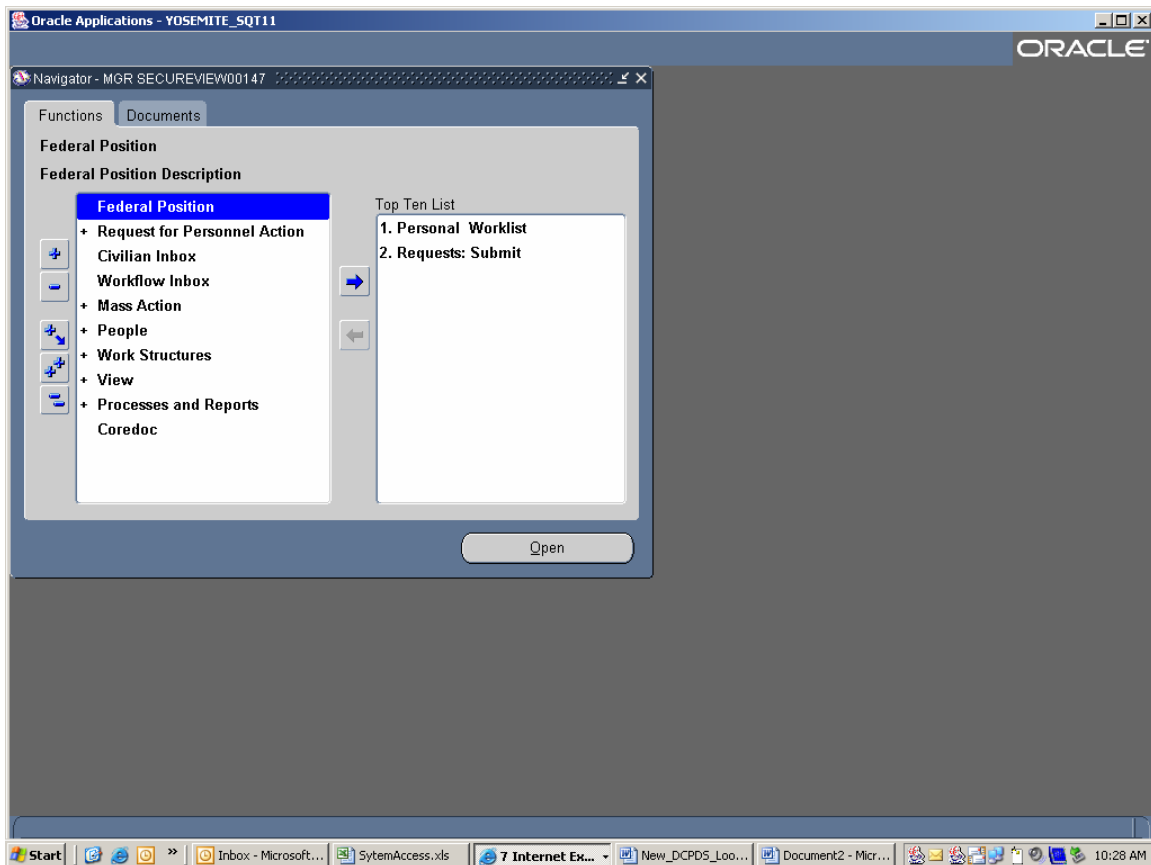 Oracle Applications - YOSEMITE_SQT11
ORACLE
Navigator - MGR SECUREVIEW00147
Functions
Documents
Federal Position
Federal Position Description
Federal Position
+ Request for Personnel Action
Civilian Inbox
Workflow Inbox
+ Mass Action
+ People
+ Work Structures
+ View
+ Processes and Reports
Coredoc
Top Ten List
1. Personal Worklist
2. Requests: Submit
Open
Start
Inbox - Microsoft...
SytemAccess.xls
7 Internet Ex...
New_DCPDS_Loo...
Document2 - Micr...
10:28 AM